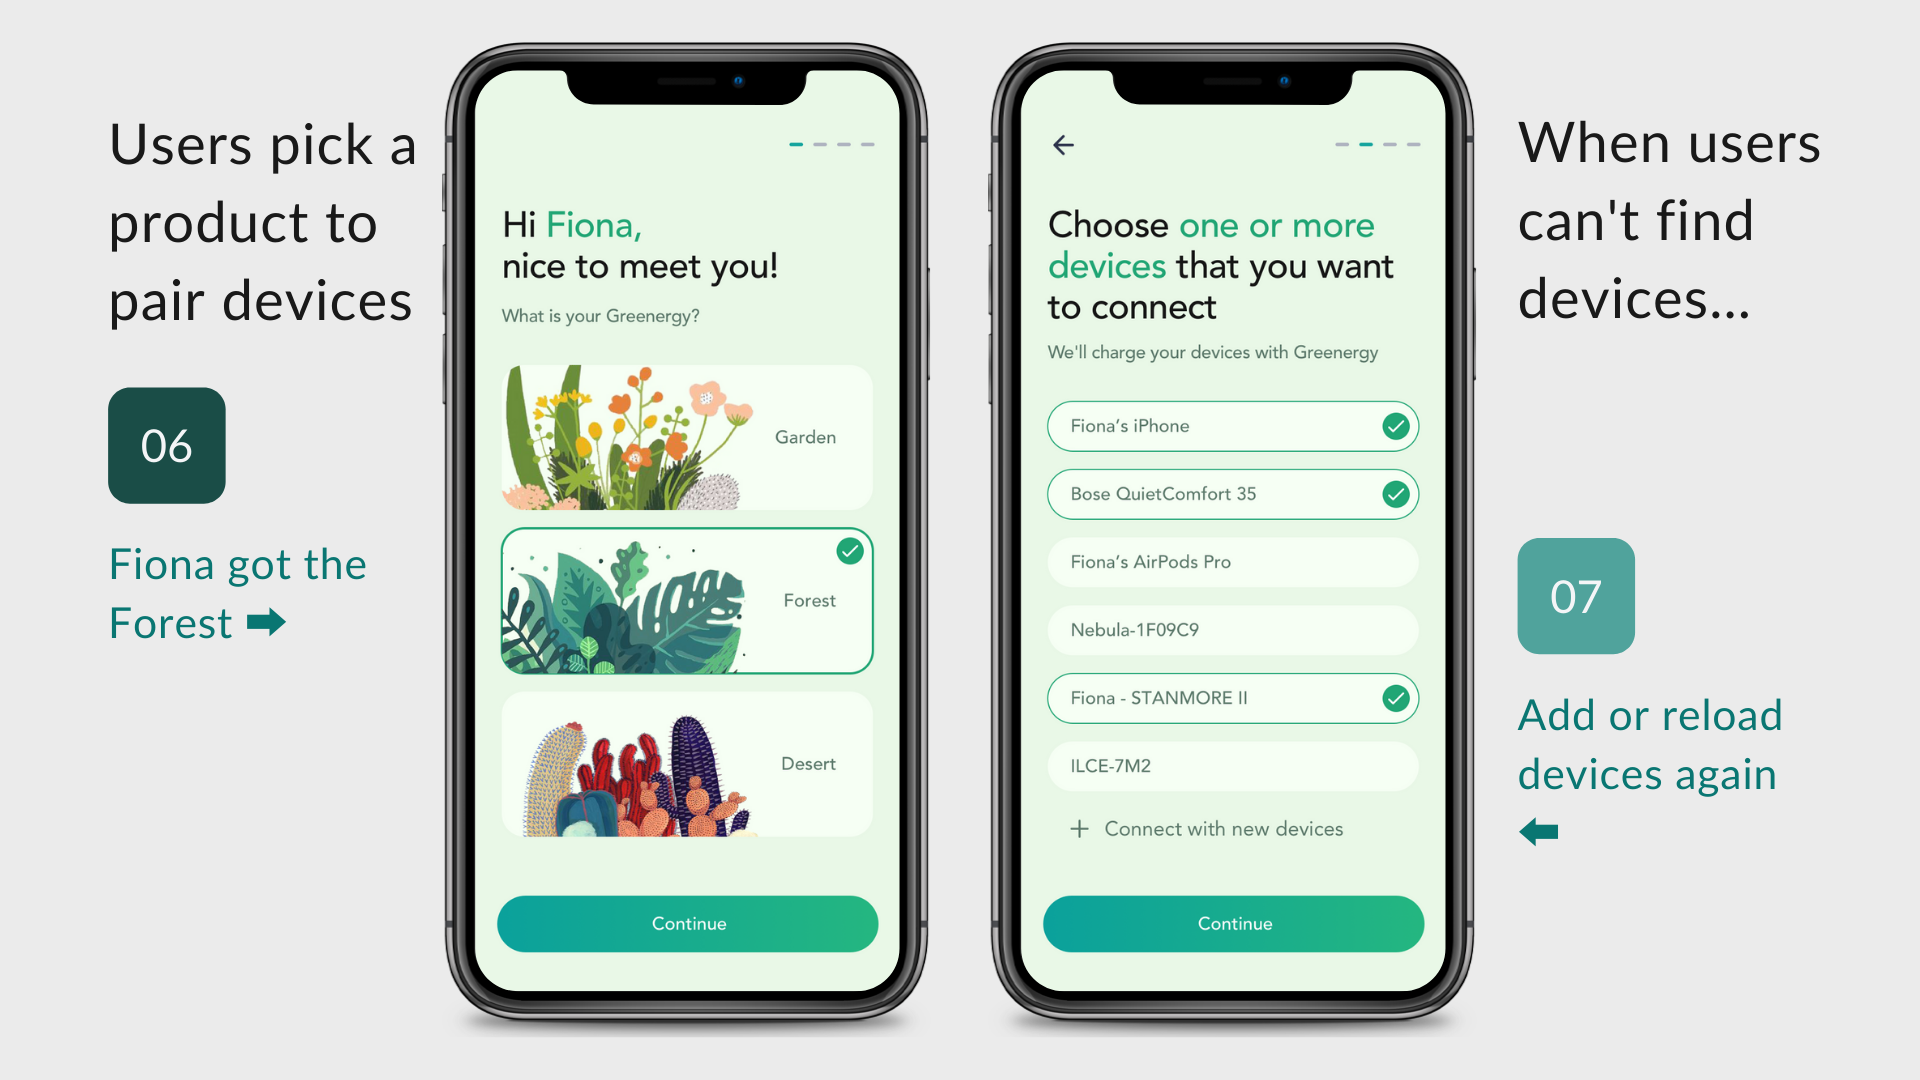 Users pick a
product to
pair devices
06
Fiona got the
Forest
Hi Fiona,
nice to meet you!
What is your Greenergy?
Garden
Forest
Desert
Continue
Choose one or more
devices that you want
to connect
We'll charge your devices with Greenergy
Fiona’s iPhone
Bose QuietComfort 35
Fiona’s AirPods Pro
Nebula-1F09C9
Fiona - STANMORE II
ILCE-7M2
+ Connect with new devices
Continue
When users
can't find
devices...
07
Add or reload
devices again